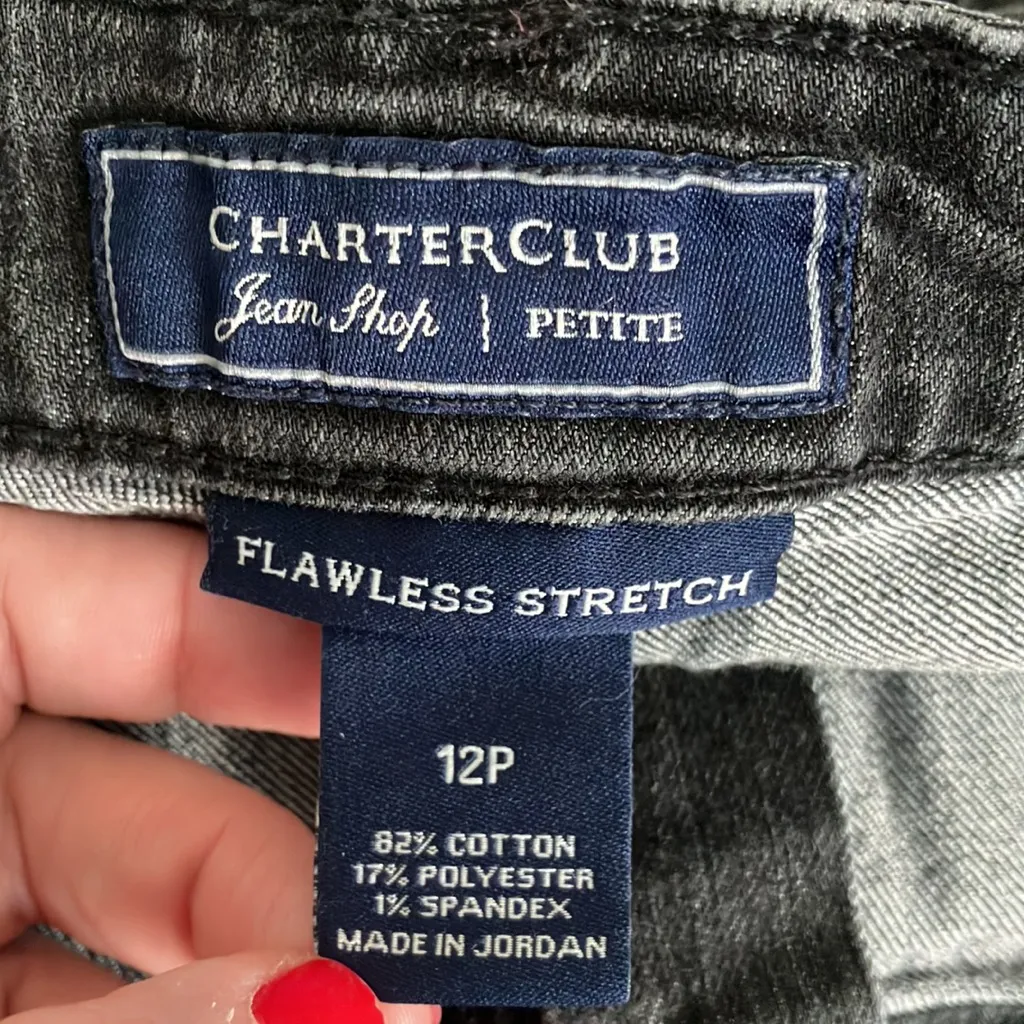 CHARTERCLUB
Jean Shop | PETITE
FLAWLESS STRETCH
12P
82% COTTON
17% POLYESTER
1% SPANDEX
MADE IN JORDAN